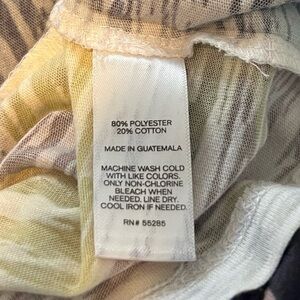 80% POLYESTER
20% COTTON
MADE IN GUATEMALA
MACHINE WASH COLD
WITH LIKE COLORS.
ONLY NON-CHLORINE
BLEACH WHEN
NEEDED. LINE DRY.
COOL IRON IF NEEDED.
RN# 55285